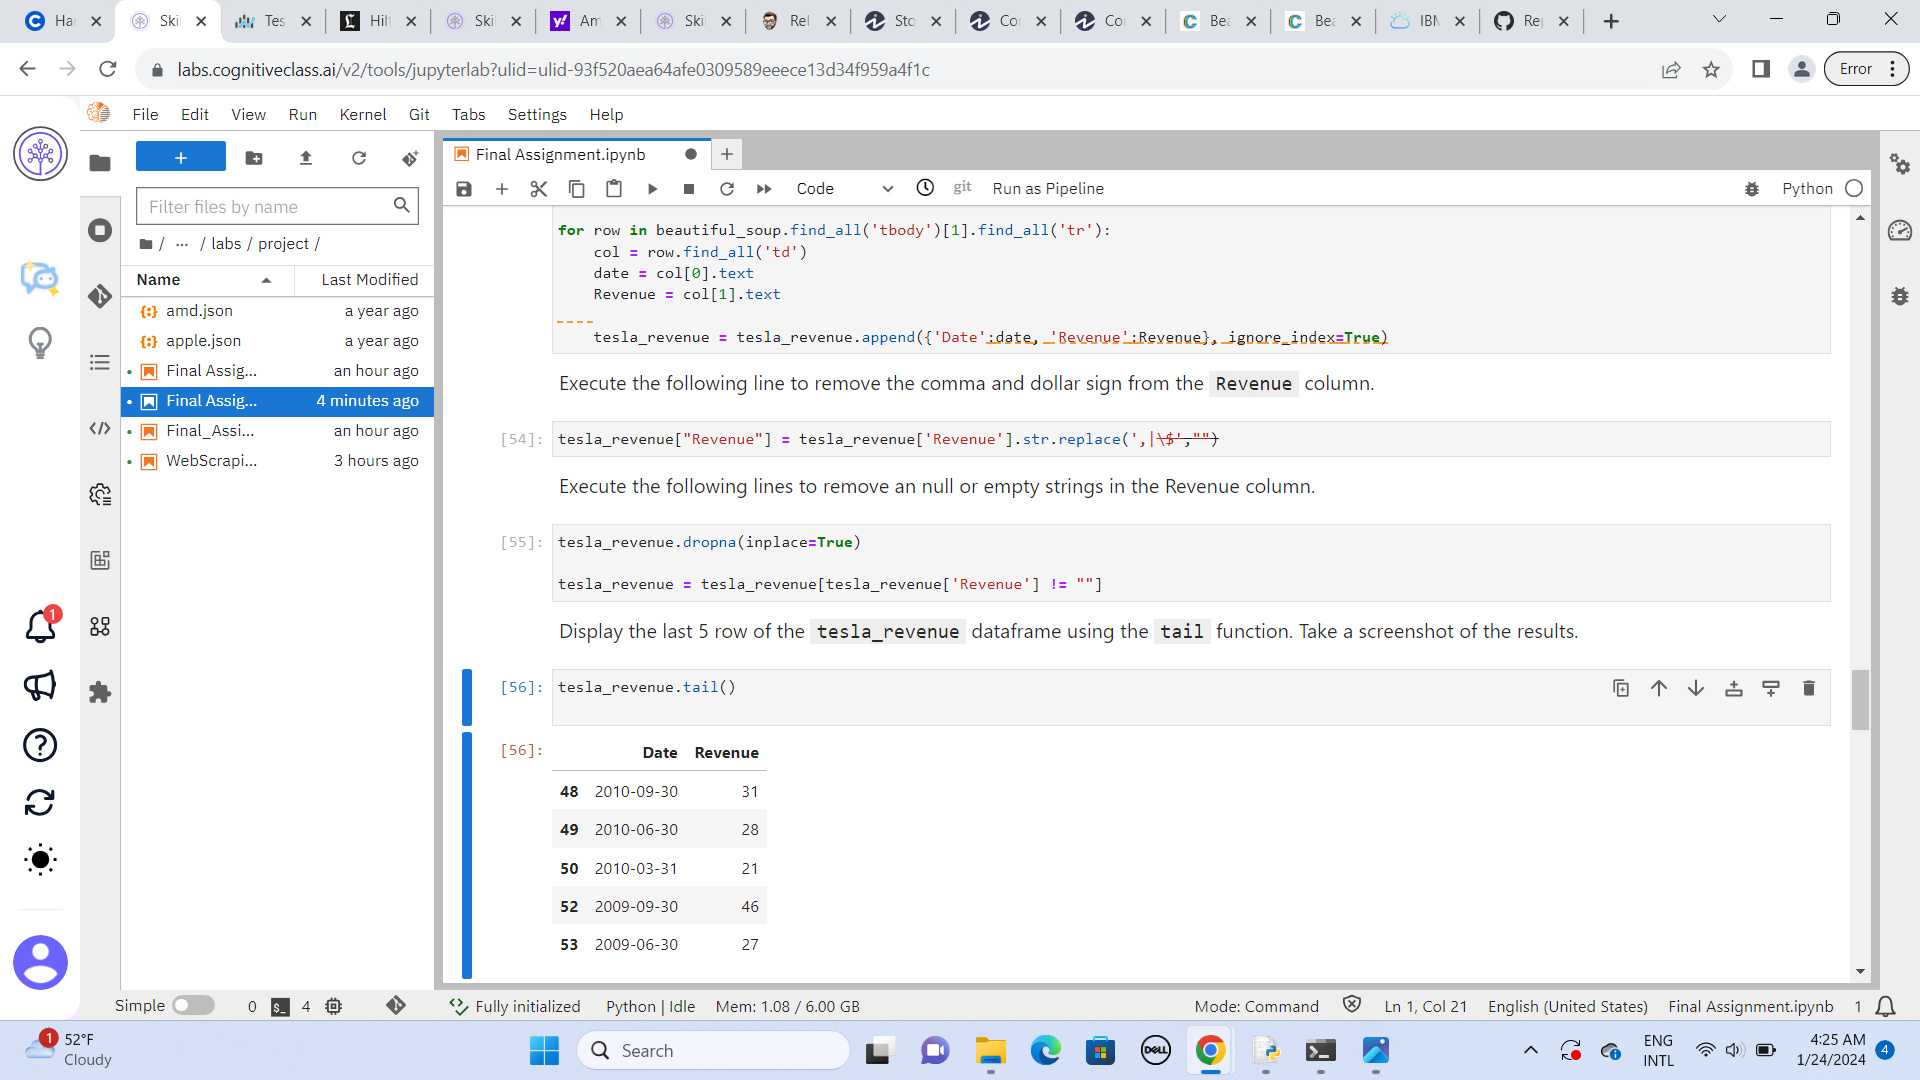 Ha
Ski
Tes
Hilf
Skil
Am
Skil
Rel
Sto
Co
Co
Bea
Bea
IBM
Rep
labs.cognitiveclass.ai/v2/tools/jupyterlab?ulid=ulid-93f520aea64afe0309589eeece13d34f959a4f1c
Error
File Edit View Run Kernel Git Tabs Settings Help
Final Assignment.ipynb
Code
git
Run as Pipeline
Python
Filter files by name
/ ... / labs / project /
Name Last Modified
amd.json a year ago
apple.json a year ago
Final Assig... an hour ago
Final Assig... 4 minutes ago
Final_Assi... an hour ago
WebScrapi... 3 hours ago
for row in beautiful_soup.find_all('tbody')[1].find_all('tr'):
col = row.find_all('td')
date = col[0].text
Revenue = col[1].text
tesla_revenue = tesla_revenue.append({'Date':date, 'Revenue':Revenue}, ignore_index=True)
Execute the following line to remove the comma and dollar sign from the Revenue column.
[54]: tesla_revenue["Revenue"] = tesla_revenue['Revenue'].str.replace(',|\$',"")
Execute the following lines to remove an null or empty strings in the Revenue column.
[55]: tesla_revenue.dropna(inplace=True)
tesla_revenue = tesla_revenue[tesla_revenue['Revenue'] != ""]
Display the last 5 row of the tesla_revenue dataframe using the tail function. Take a screenshot of the results.
[56]: tesla_revenue.tail()
[56]: Date Revenue
48 2010-09-30 31
49 2010-06-30 28
50 2010-03-31 21
52 2009-09-30 46
53 2009-06-30 27
1
Simple 0 4 Fully initialized Python | Idle Mem: 1.08 / 6.00 GB Mode: Command Ln 1, Col 21 English (United States) Final Assignment.ipynb 1
1
52°F
Cloudy
Search
DELL
ENG
INTL
4:25 AM
1/24/2024
4